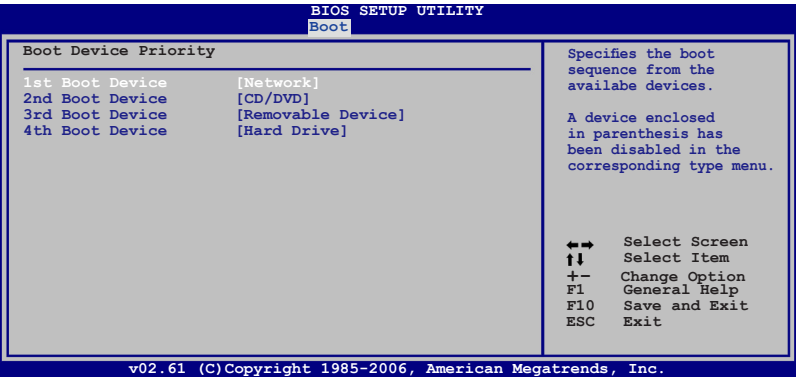 BIOS SETUP UTILITY
Boot
Boot Device Priority
1st Boot Device [Network]
2nd Boot Device [CD/DVD]
3rd Boot Device [Removable Device]
4th Boot Device [Hard Drive]
Specifies the boot
sequence from the
availabe devices.
A device enclosed
in parenthesis has
been disabled in the
corresponding type menu.
←→ Select Screen
↑↓ Select Item
+- Change Option
F1 General Help
F10 Save and Exit
ESC Exit
v02.61 (C)Copyright 1985-2006, American Megatrends, Inc.